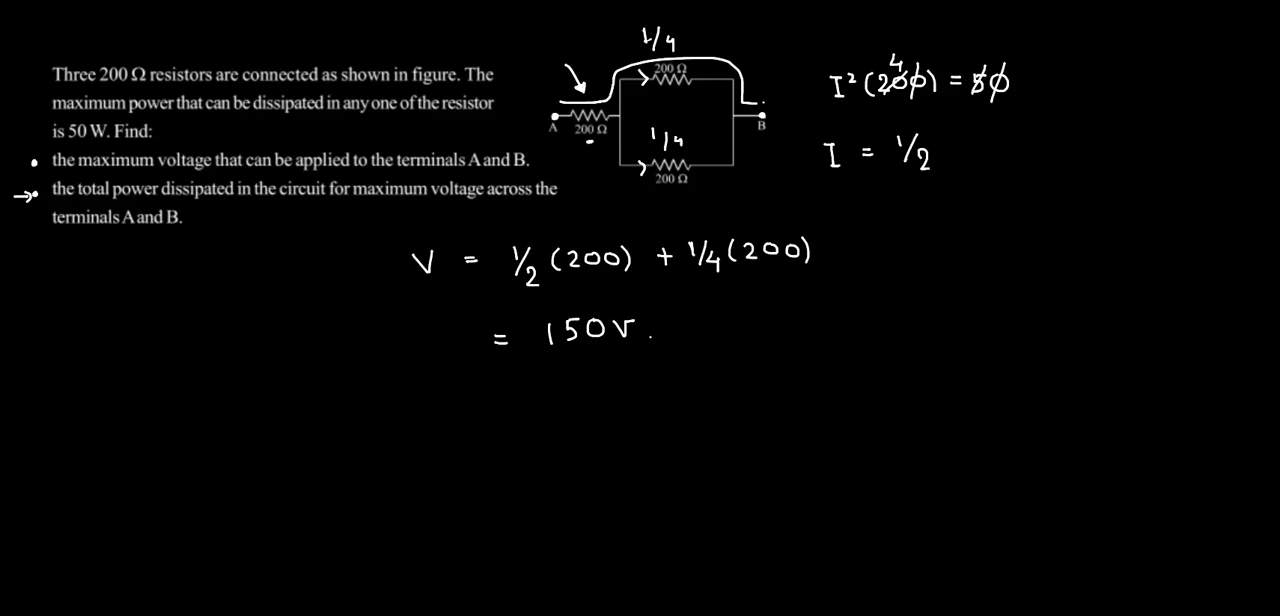 Three 200 Ω resistors are connected as shown in figure. The
maximum power that can be dissipated in any one of the resistor
is 50 W. Find:
• the maximum voltage that can be applied to the terminals A and B.
→• the total power dissipated in the circuit for maximum voltage across the
terminals A and B.
1/4
200 Ω
A
200 Ω
B
1/4
200 Ω
I² (200) = 50
4
I = 1/2
V = 1/2 (200) + 1/4 (200)
= 150V.